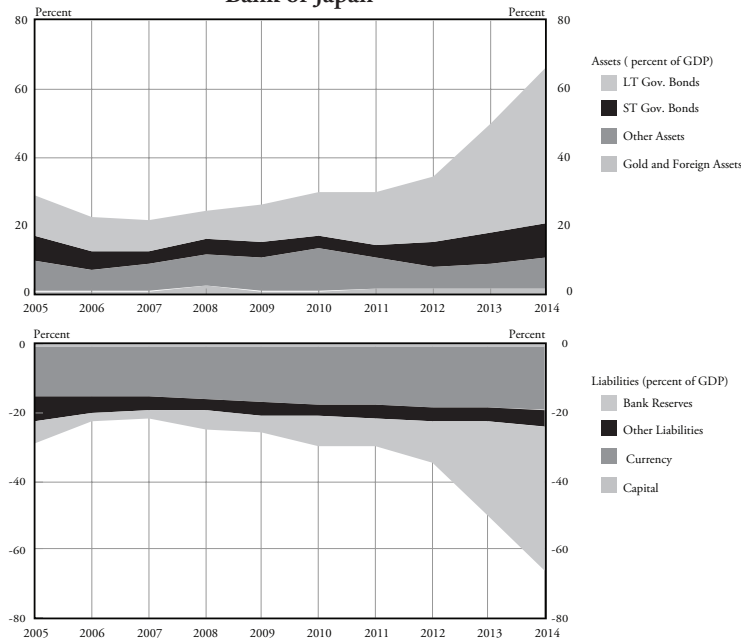 Bank of Japan
Percent Percent
80 80
60 60
40 40
20 20
0 0
2005 2006 2007 2008 2009 2010 2011 2012 2013 2014
Assets ( percent of GDP)
LT Gov. Bonds
ST Gov. Bonds
Other Assets
Gold and Foreign Assets
Percent Percent
0 0
-20 -20
-40 -40
-60 -60
-80 -80
2005 2006 2007 2008 2009 2010 2011 2012 2013 2014
Liabilities (percent of GDP)
Bank Reserves
Other Liabilities
Currency
Capital